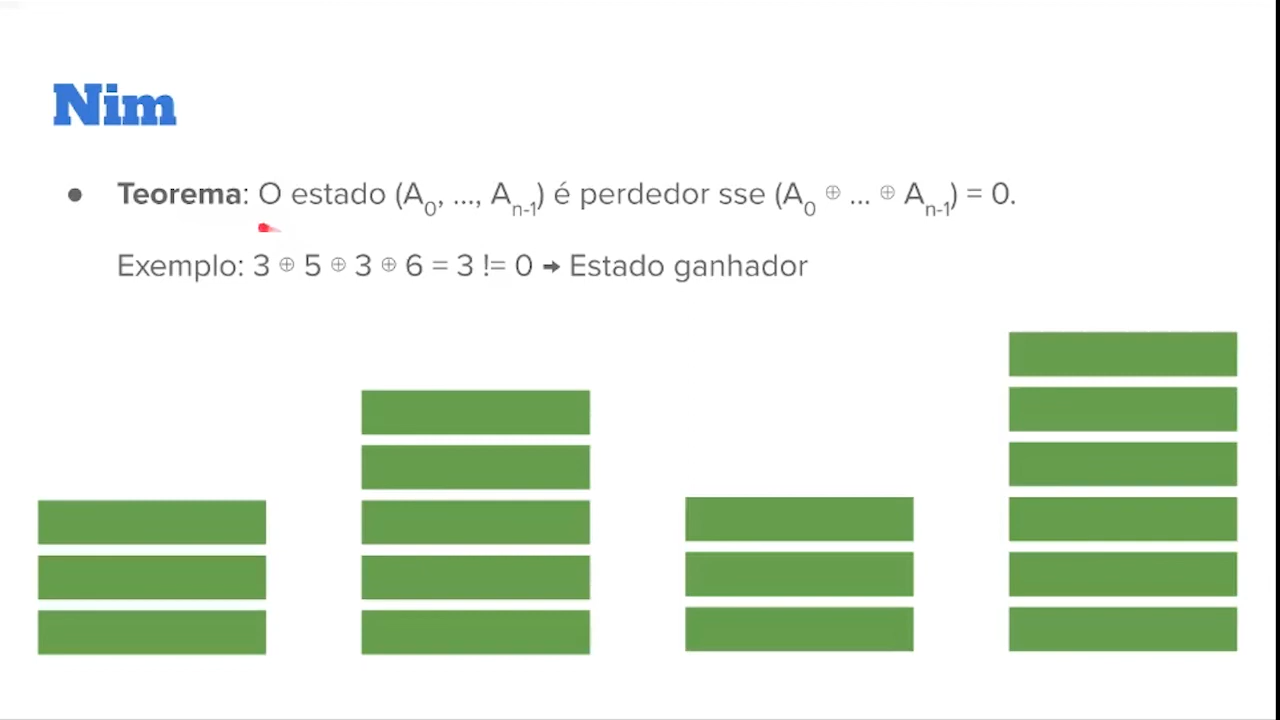 Nim
● Teorema: O estado (A₀, ..., Aₙ₋₁) é perdedor sse (A₀ ⊕ ... ⊕ Aₙ₋₁) = 0.
Exemplo: 3 ⊕ 5 ⊕ 3 ⊕ 6 = 3 != 0 → Estado ganhador